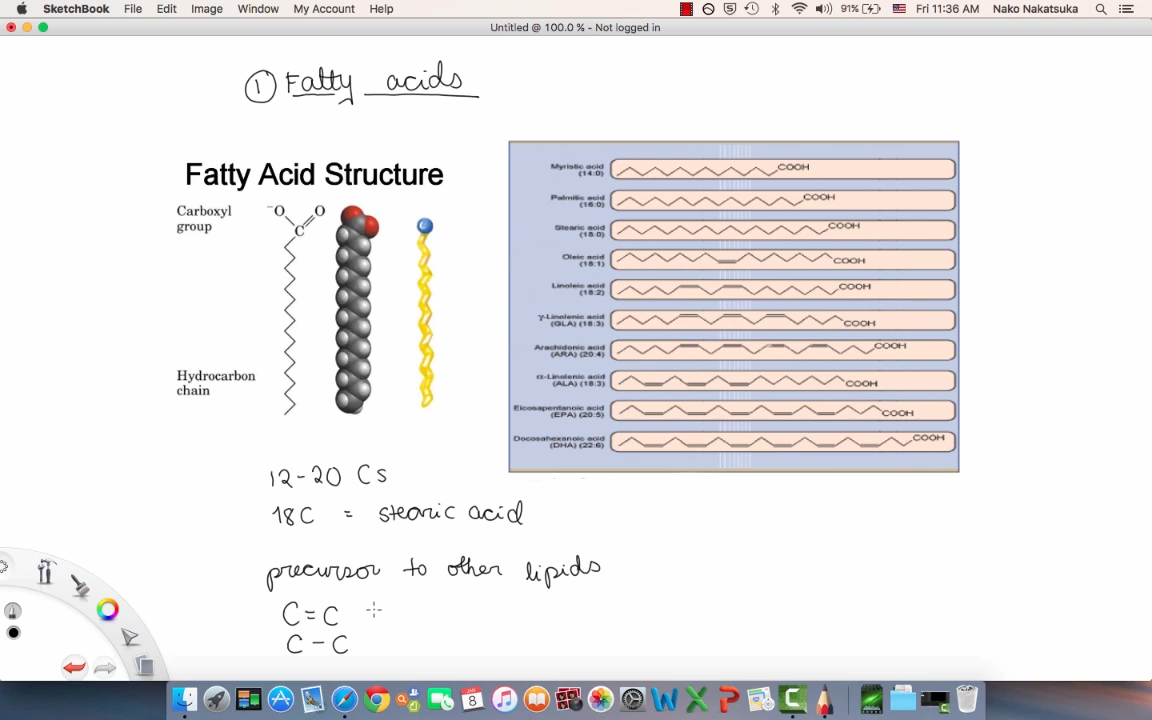 SketchBook File Edit Image Window My Account Help 91% Fri 11:36 AM Nako Nakatsuka
Untitled @ 100.0 % - Not logged in
① Fatty acids
Fatty Acid Structure
Carboxyl
group
⁻O O
C
Hydrocarbon
chain
Myristic acid
(14:0)
COOH
Palmitic acid
(16:0)
COOH
Stearic acid
(18:0)
COOH
Oleic acid
(18:1)
COOH
Linoleic acid
(18:2)
COOH
γ-Linolenic acid
(GLA) (18:3)
COOH
Arachidonic acid
(ARA) (20:4)
COOH
α-Linolenic acid
(ALA) (18:3)
COOH
Eicosapentanoic acid
(EPA) (20:5)
COOH
Docosahexanoic acid
(DHA) (22:6)
COOH
12-20 Cs
18C = stearic acid
precursor to other lipids
C=C
C-C
JAN
8